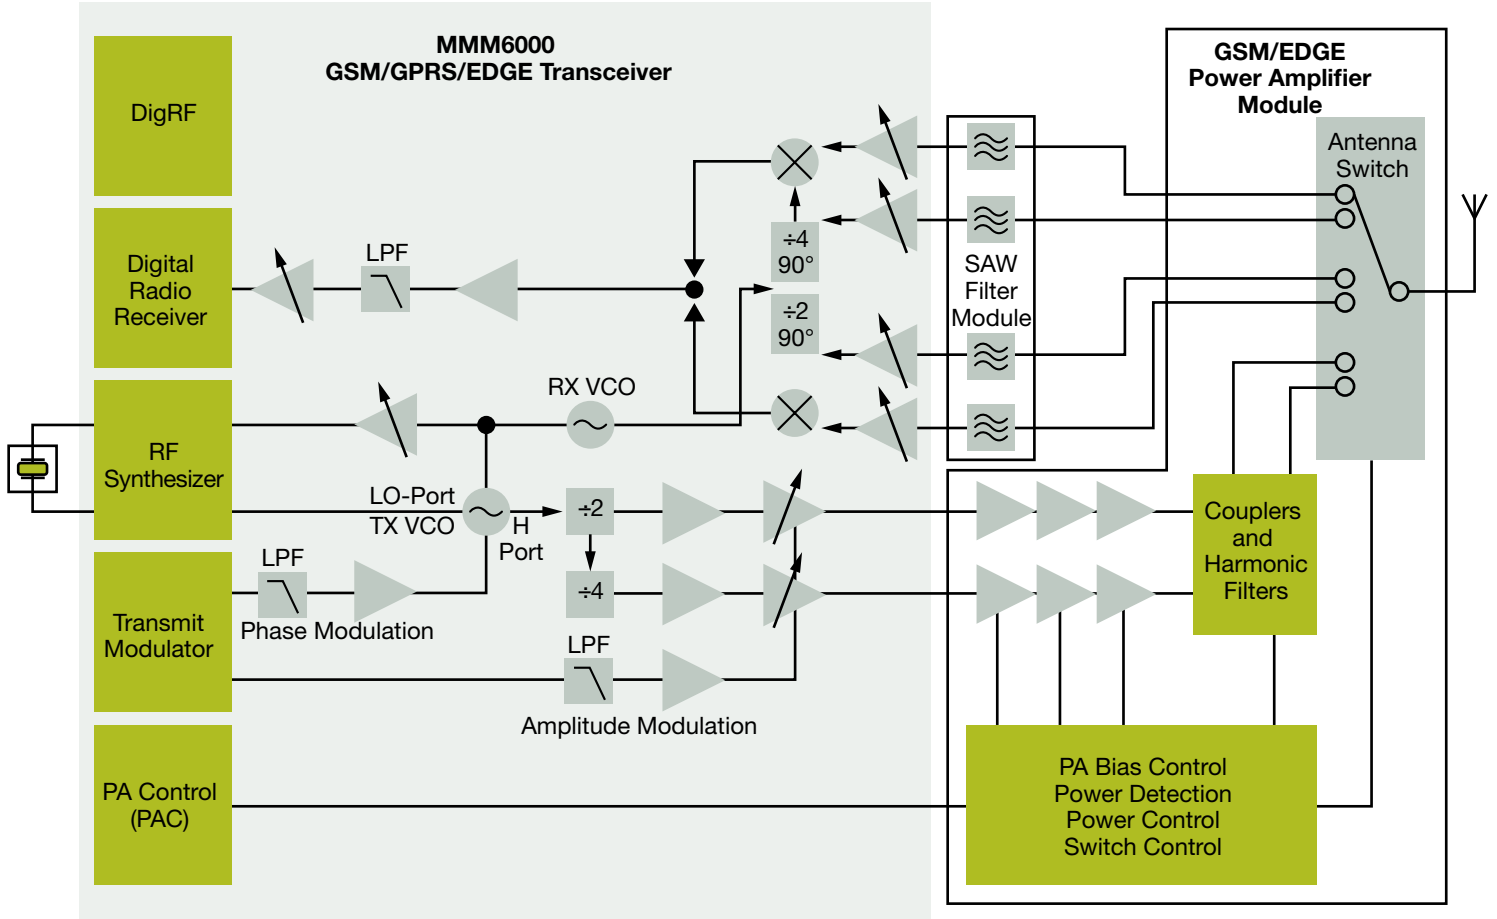 MMM6000
GSM/GPRS/EDGE Transceiver
GSM/EDGE
Power Amplifier
Module
DigRF
Antenna
Switch
÷4
90°
LPF
Digital
Radio
Receiver
SAW
Filter
Module
÷2
90°
RX VCO
RF
Synthesizer
LO-Port
TX VCO
H
Port
÷2
Couplers
and
Harmonic
Filters
LPF
÷4
Transmit
Modulator
Phase Modulation
LPF
Amplitude Modulation
PA Control
(PAC)
PA Bias Control
Power Detection
Power Control
Switch Control